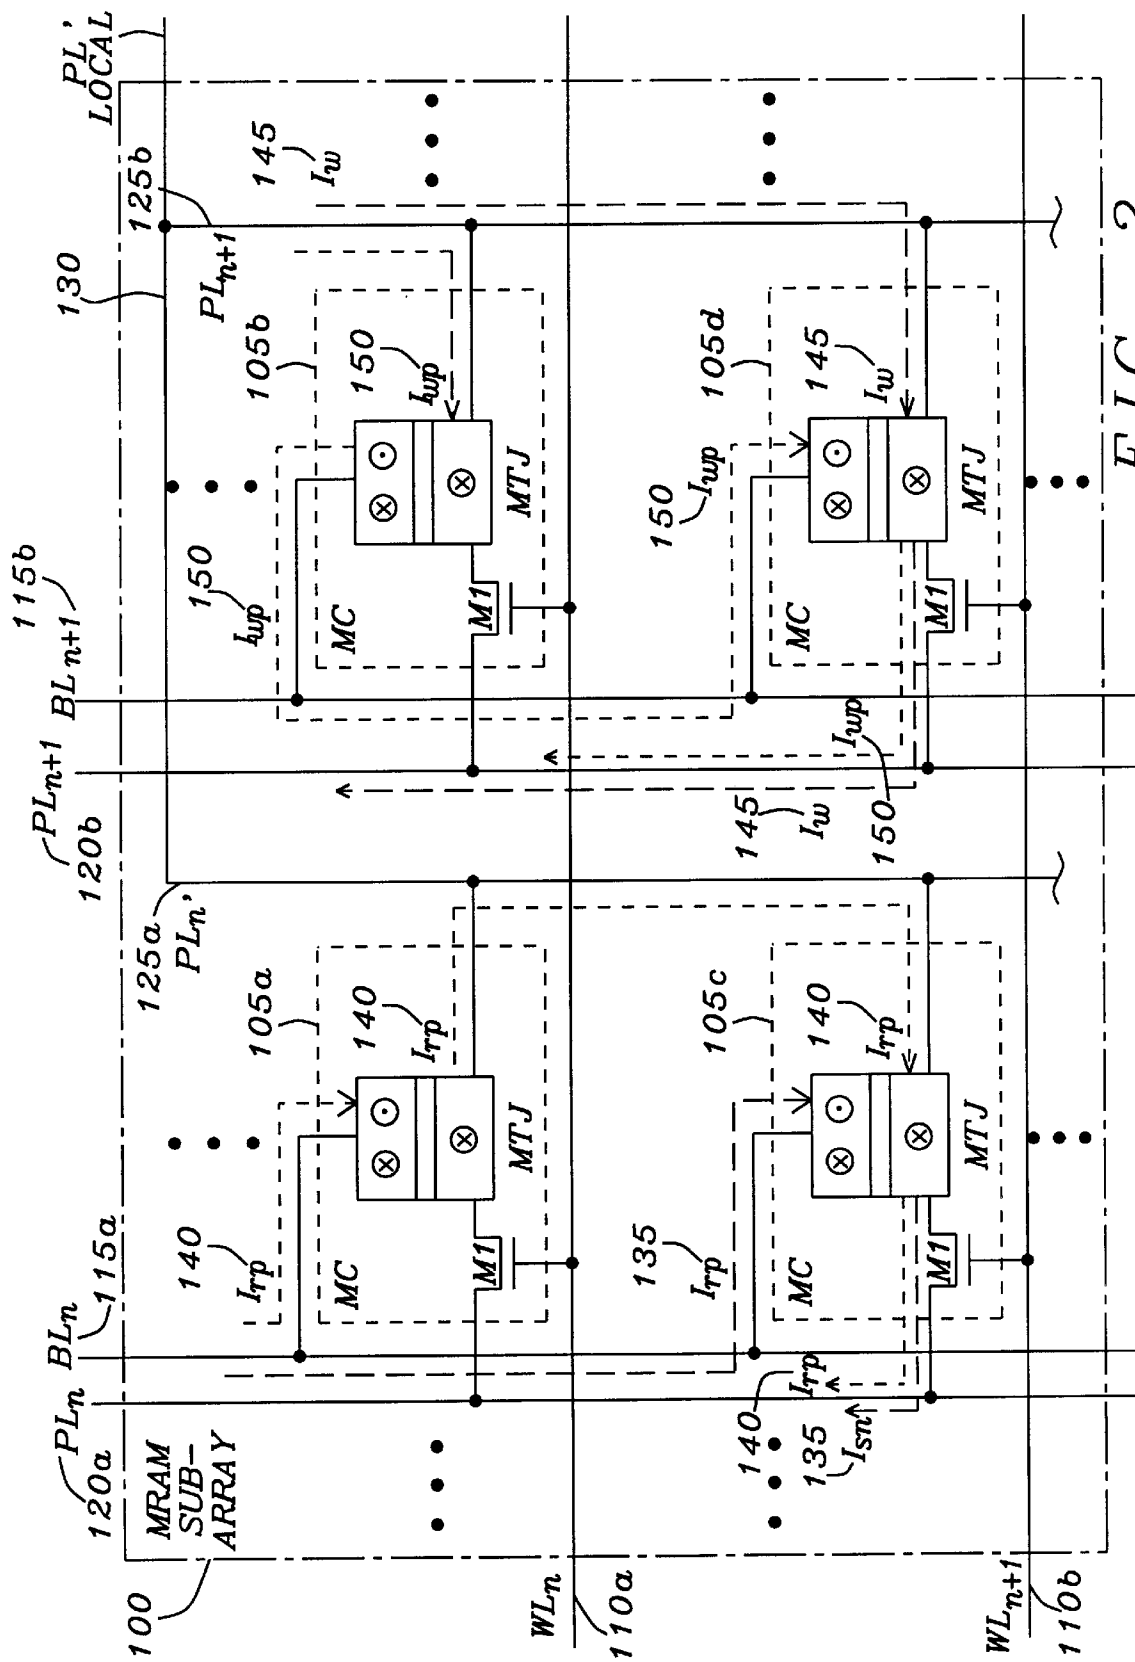 100
MRAM
SUB-
ARRAY
PLn
120a
BLn
115a
125a
PLn'
PLn+1
120b
BLn+1
115b
130
PL'
LOCAL
125b
PLn+1
145
Iw
140
Irp
105a
140
Irp
MC
M1
MTJ
150
Iwp
105b
150
Iwp
MC
M1
MTJ
WLn
110a
135
Irp
105c
140
Irp
MC
M1
MTJ
140
Irp
135
Isn
150
Iwp
105d
145
Iw
MC
M1
MTJ
145
Iw
Iwp
150
WLn+1
110b